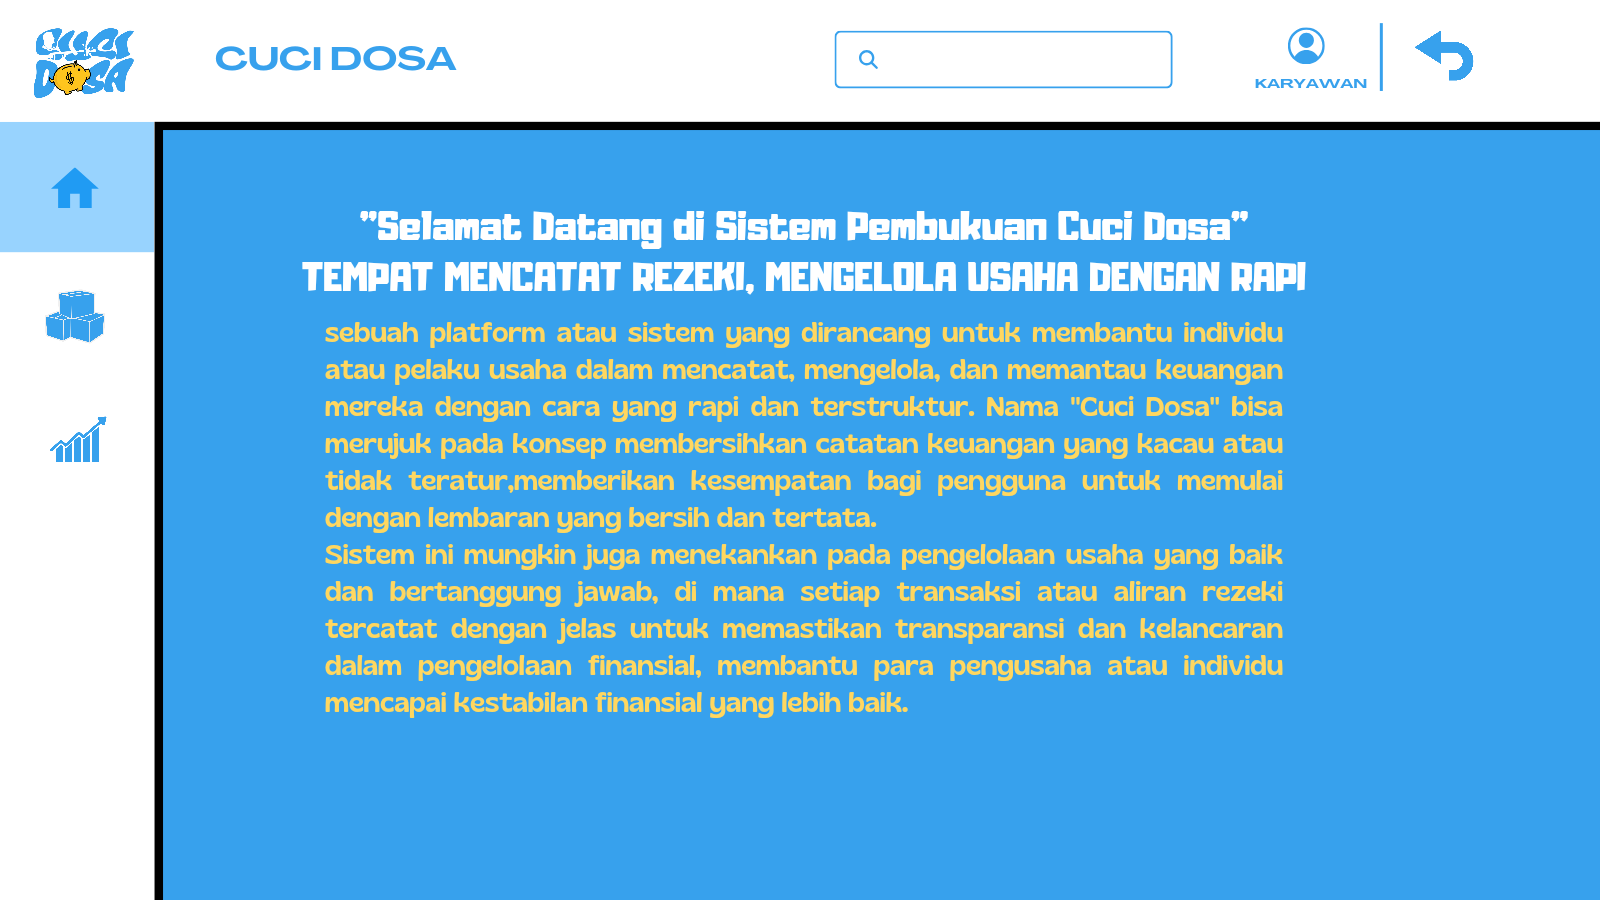 CUCI
DOSA
CUCI DOSA
KARYAWAN
"Selamat Datang di Sistem Pembukuan Cuci Dosa"
TEMPAT MENCATAT REZEKI, MENGELOLA USAHA DENGAN RAPI
sebuah platform atau sistem yang dirancang untuk membantu individu
atau pelaku usaha dalam mencatat, mengelola, dan memantau keuangan
mereka dengan cara yang rapi dan terstruktur. Nama "Cuci Dosa" bisa
merujuk pada konsep membersihkan catatan keuangan yang kacau atau
tidak teratur,memberikan kesempatan bagi pengguna untuk memulai
dengan lembaran yang bersih dan tertata.
Sistem ini mungkin juga menekankan pada pengelolaan usaha yang baik
dan bertanggung jawab, di mana setiap transaksi atau aliran rezeki
tercatat dengan jelas untuk memastikan transparansi dan kelancaran
dalam pengelolaan finansial, membantu para pengusaha atau individu
mencapai kestabilan finansial yang lebih baik.